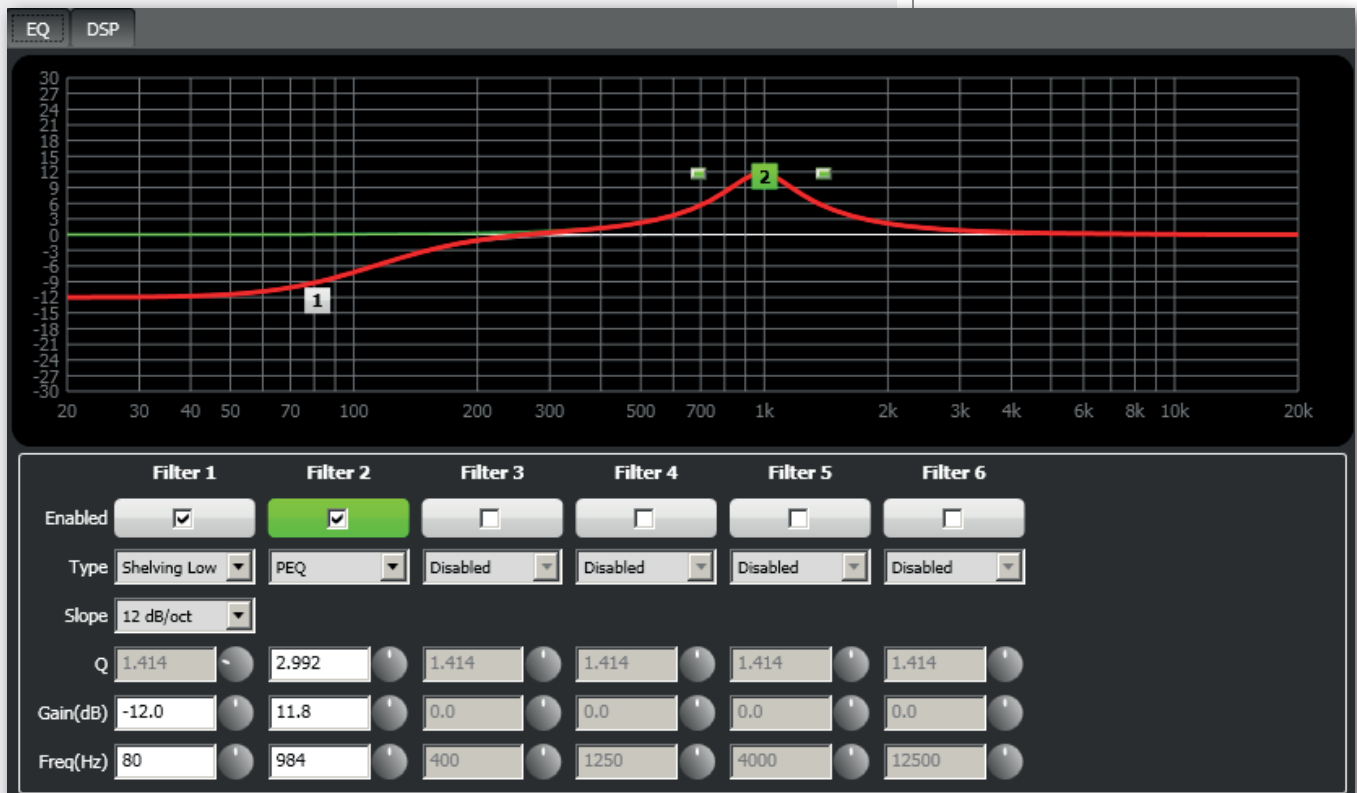 EQ DSP
30
27
24
21
18
15
12
9
6
3
0
-3
-6
-9
-12
-15
-18
-21
-24
-27
-30
2
1
20 30 40 50 70 100 200 300 500 700 1k 2k 3k 4k 6k 8k 10k 20k
Filter 1 Filter 2 Filter 3 Filter 4 Filter 5 Filter 6
Enabled
Type Shelving Low PEQ Disabled Disabled Disabled Disabled
Slope 12 dB/oct
Q 1.414 2.992 1.414 1.414 1.414 1.414
Gain(dB) -12.0 11.8 0.0 0.0 0.0 0.0
Freq(Hz) 80 984 400 1250 4000 12500